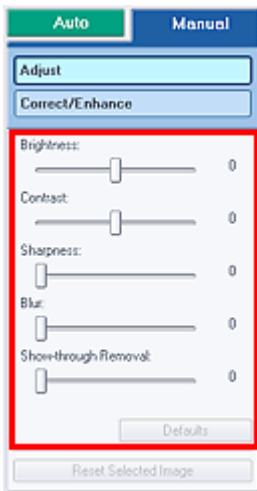 Auto Manual
Adjust
Correct/Enhance
Brightness:
0
Contrast:
0
Sharpness:
0
Blur:
0
Show-through Removal:
0
Defaults
Reset Selected Image